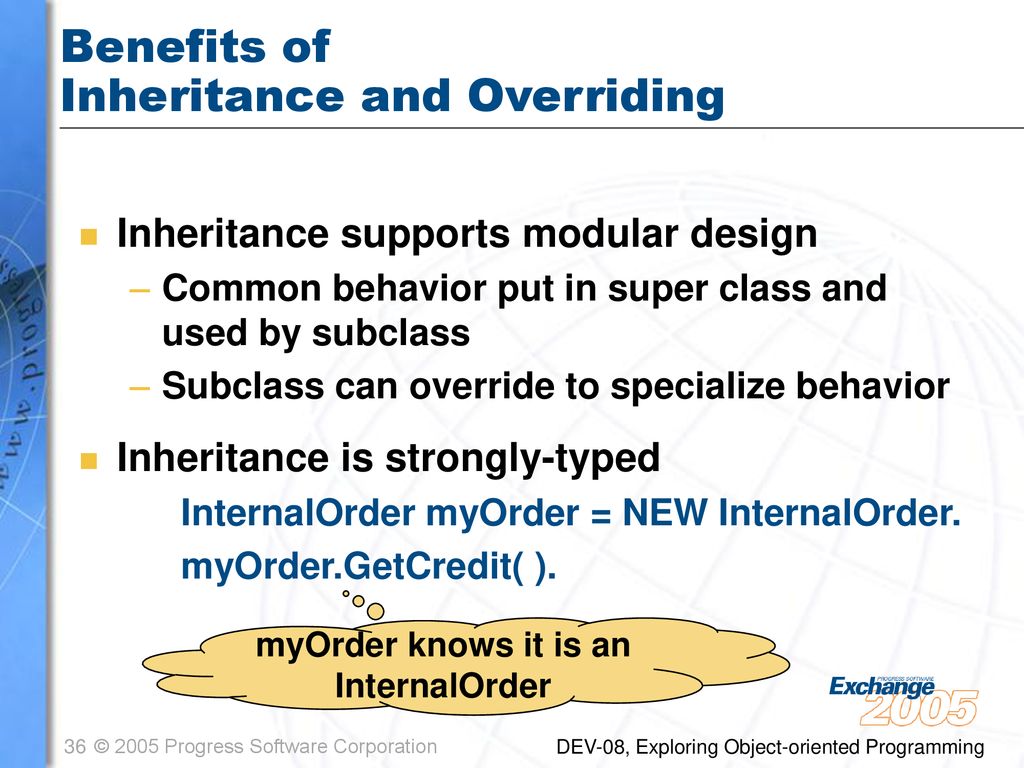 Benefits of
Inheritance and Overriding
■ Inheritance supports modular design
– Common behavior put in super class and
used by subclass
– Subclass can override to specialize behavior
■ Inheritance is strongly-typed
InternalOrder myOrder = NEW InternalOrder.
myOrder.GetCredit( ).
myOrder knows it is an
InternalOrder
PROGRESS SOFTWARE
Exchange
2005
36 © 2005 Progress Software Corporation
DEV-08, Exploring Object-oriented Programming